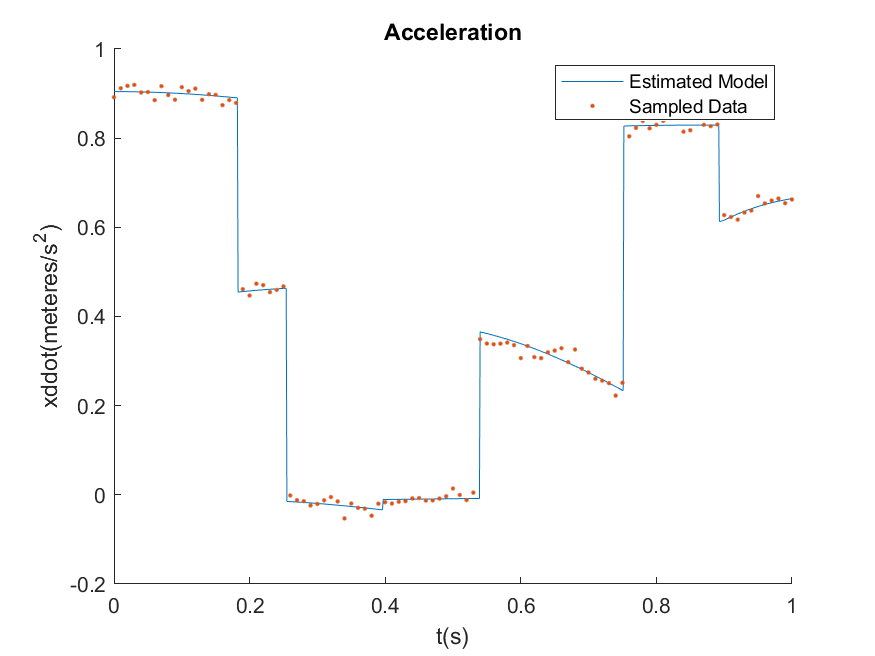 Acceleration
Estimated Model
Sampled Data
1
0.8
0.6
0.4
0.2
0
-0.2
xddot(meteres/s^2)
0 0.2 0.4 0.6 0.8 1
t(s)